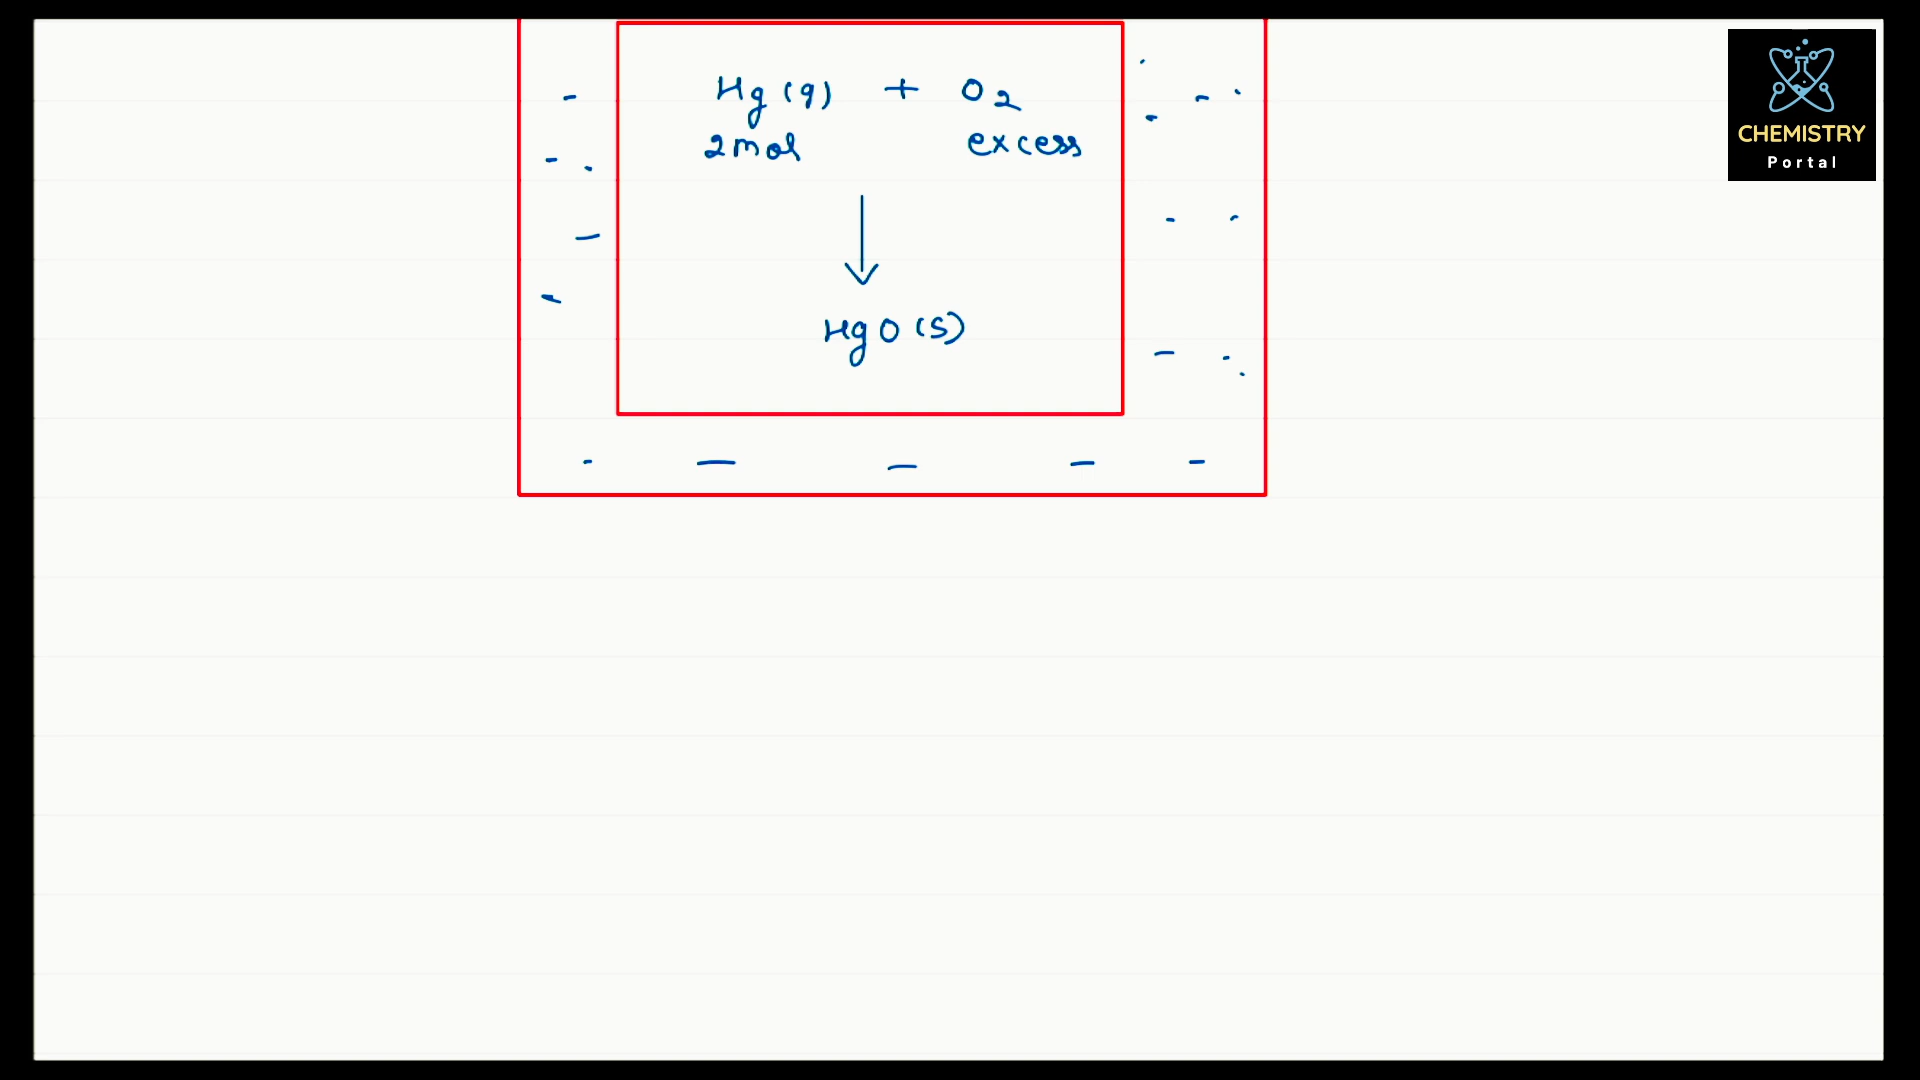 Hg(g) + O2
2mol excess
HgO(s)
CHEMISTRY
Portal